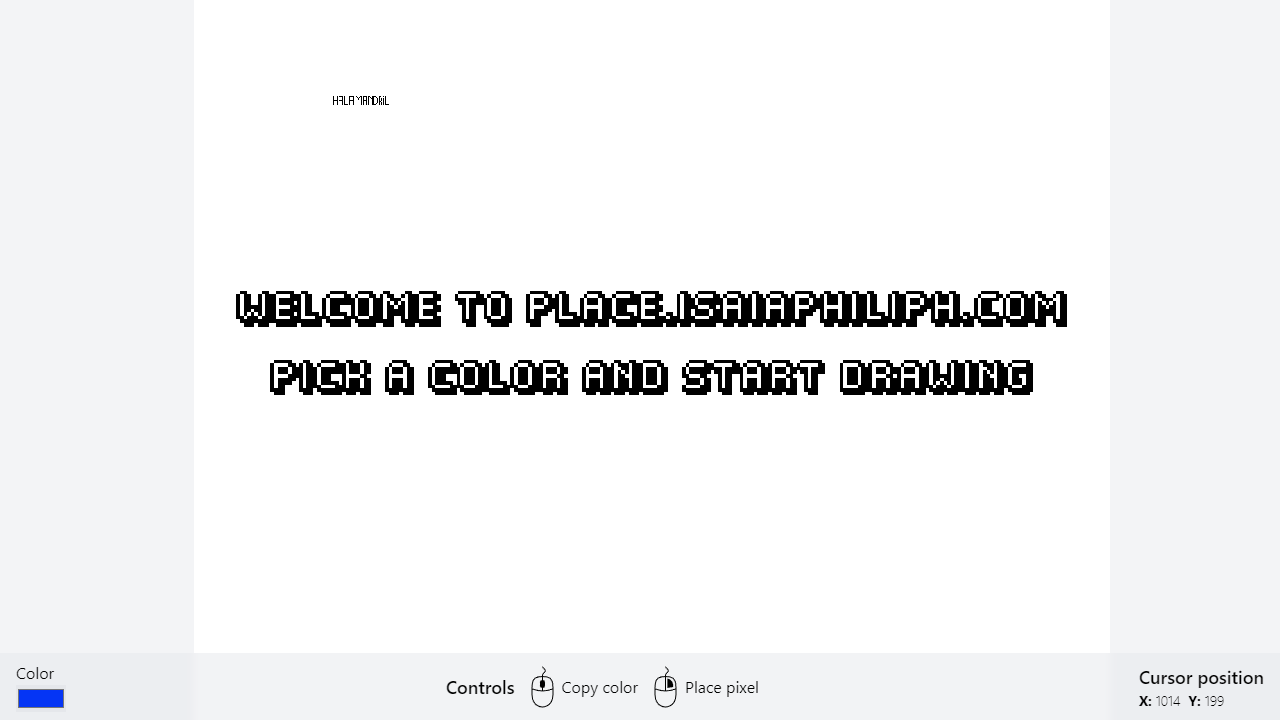 WELCOME TO PLACE.ISAIAPHILIPH.COM
PICK A COLOR AND START DRAWING
Color
Controls
Copy color
Place pixel
Cursor position
X: 1014 Y: 199